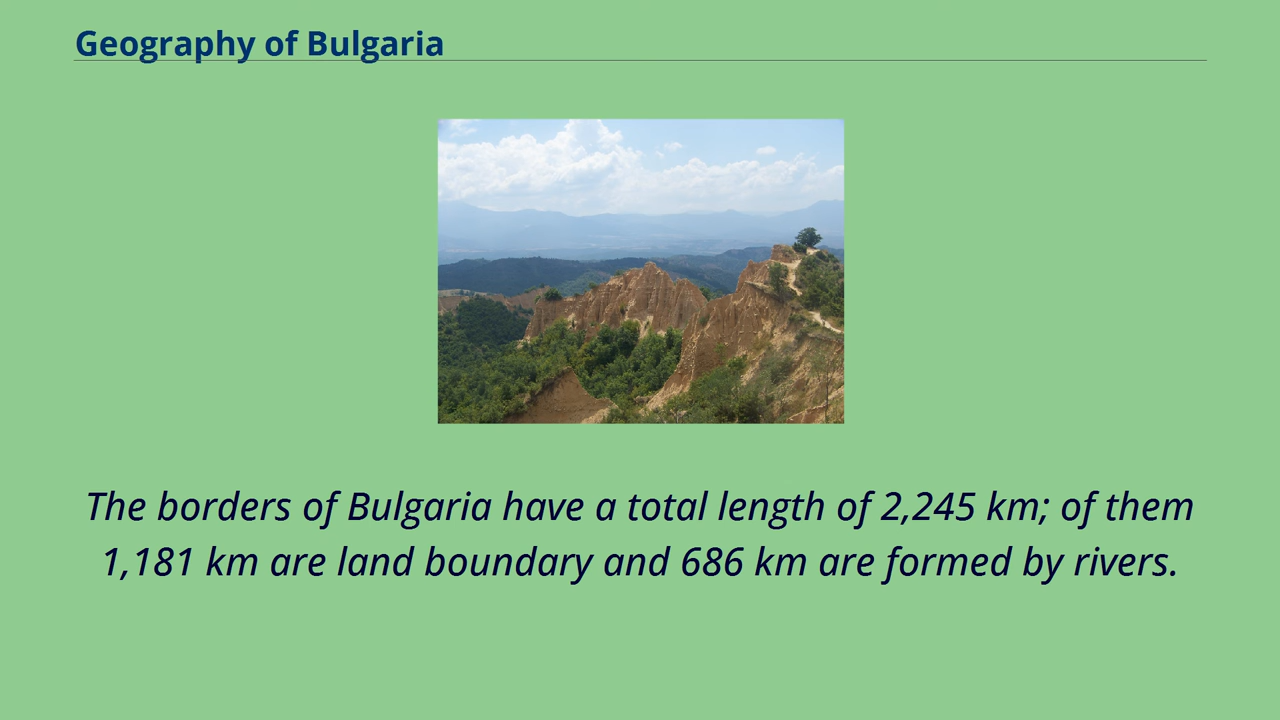 Geography of Bulgaria
The borders of Bulgaria have a total length of 2,245 km; of them
1,181 km are land boundary and 686 km are formed by rivers.